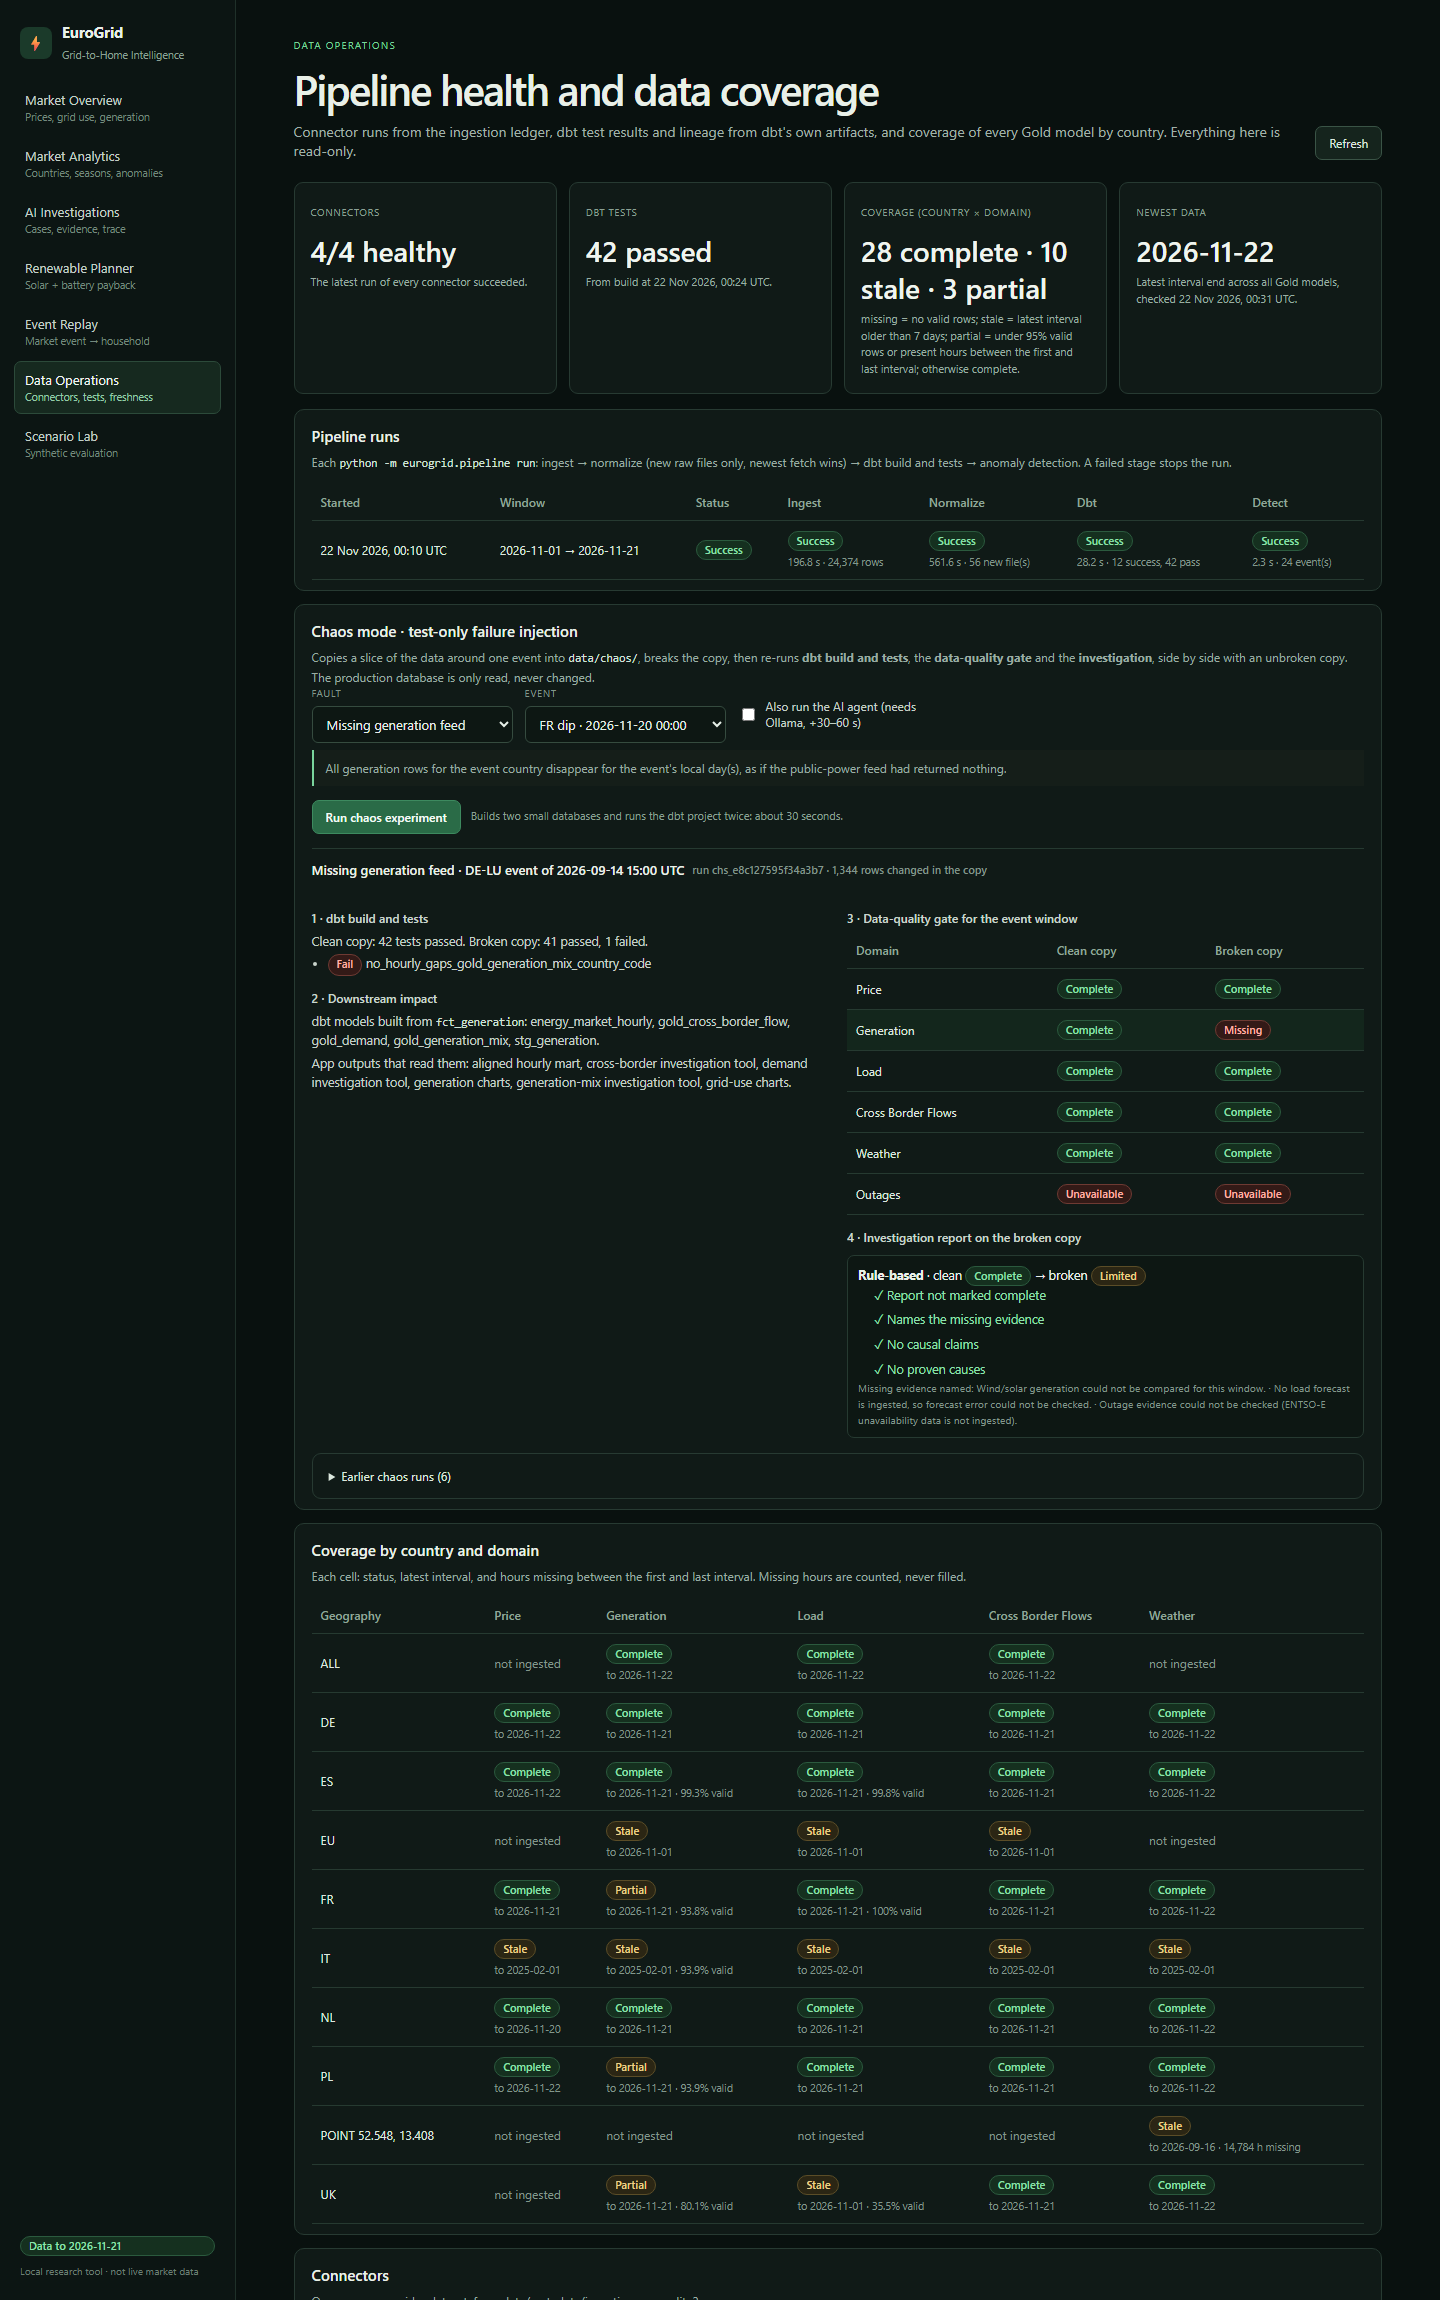 EuroGrid
Grid-to-Home Intelligence
Market Overview
Prices, grid use, generation
Market Analytics
Countries, seasons, anomalies
AI Investigations
Cases, evidence, trace
Renewable Planner
Solar + battery payback
Event Replay
Market event → household
Data Operations
Connectors, tests, freshness
Scenario Lab
Synthetic evaluation
Data to 2026-11-21
Local research tool · not live market data
DATA OPERATIONS
Pipeline health and data coverage
Connector runs from the ingestion ledger, dbt test results and lineage from dbt's own artifacts, and coverage of every Gold model by country. Everything here is
read-only.
Refresh
CONNECTORS
4/4 healthy
The latest run of every connector succeeded.
DBT TESTS
42 passed
From build at 22 Nov 2026, 00:24 UTC.
COVERAGE (COUNTRY × DOMAIN)
28 complete · 10
stale · 3 partial
missing = no valid rows; stale = latest interval
older than 7 days; partial = under 95% valid
rows or present hours between the first and
last interval; otherwise complete.
NEWEST DATA
2026-11-22
Latest interval end across all Gold models,
checked 22 Nov 2026, 00:31 UTC.
Pipeline runs
Each python -m eurogrid.pipeline run: ingest → normalize (new raw files only, newest fetch wins) → dbt build and tests → anomaly detection. A failed stage stops the run.
Started Window Status Ingest Normalize Dbt Detect
22 Nov 2026, 00:10 UTC 2026-11-01 → 2026-11-21 Success Success Success Success Success
196.8 s · 24,374 rows 561.6 s · 56 new file(s) 28.2 s · 12 success, 42 pass 2.3 s · 24 event(s)
Chaos mode · test-only failure injection
Copies a slice of the data around one event into data/chaos/, breaks the copy, then re-runs dbt build and tests, the data-quality gate and the investigation, side by side with an unbroken copy.
The production database is only read, never changed.
FAULT EVENT
Missing generation feed FR dip · 2026-11-20 00:00
Also run the AI agent (needs
Ollama, +30–60 s)
All generation rows for the event country disappear for the event's local day(s), as if the public-power feed had returned nothing.
Run chaos experiment Builds two small databases and runs the dbt project twice: about 30 seconds.
Missing generation feed · DE-LU event of 2026-09-14 15:00 UTC run chs_e8c127595f34a3b7 · 1,344 rows changed in the copy
1 · dbt build and tests
Clean copy: 42 tests passed. Broken copy: 41 passed, 1 failed.
• Fail no_hourly_gaps_gold_generation_mix_country_code
2 · Downstream impact
dbt models built from fct_generation: energy_market_hourly, gold_cross_border_flow,
gold_demand, gold_generation_mix, stg_generation.
App outputs that read them: aligned hourly mart, cross-border investigation tool, demand
investigation tool, generation charts, generation-mix investigation tool, grid-use charts.
3 · Data-quality gate for the event window
Domain Clean copy Broken copy
Price Complete Complete
Generation Complete Missing
Load Complete Complete
Cross Border Flows Complete Complete
Weather Complete Complete
Outages Unavailable Unavailable
4 · Investigation report on the broken copy
Rule-based · clean Complete → broken Limited
✓ Report not marked complete
✓ Names the missing evidence
✓ No causal claims
✓ No proven causes
Missing evidence named: Wind/solar generation could not be compared for this window. · No load forecast
is ingested, so forecast error could not be checked. · Outage evidence could not be checked (ENTSO-E
unavailability data is not ingested).
▶ Earlier chaos runs (6)
Coverage by country and domain
Each cell: status, latest interval, and hours missing between the first and last interval. Missing hours are counted, never filled.
Geography Price Generation Load Cross Border Flows Weather
ALL not ingested Complete Complete Complete not ingested
to 2026-11-22 to 2026-11-22 to 2026-11-22
DE Complete Complete Complete Complete Complete
to 2026-11-22 to 2026-11-21 to 2026-11-21 to 2026-11-21 to 2026-11-22
ES Complete Complete Complete Complete Complete
to 2026-11-22 to 2026-11-21 · 99.3% valid to 2026-11-21 · 99.8% valid to 2026-11-21 to 2026-11-22
EU not ingested Stale Stale Stale not ingested
to 2026-11-01 to 2026-11-01 to 2026-11-01
FR Complete Partial Complete Complete Complete
to 2026-11-21 to 2026-11-21 · 93.8% valid to 2026-11-21 · 100% valid to 2026-11-21 to 2026-11-22
IT Stale Stale Stale Stale Stale
to 2025-02-01 to 2025-02-01 · 93.9% valid to 2025-02-01 to 2025-02-01 to 2025-02-01
NL Complete Complete Complete Complete Complete
to 2026-11-20 to 2026-11-21 to 2026-11-21 to 2026-11-21 to 2026-11-22
PL Complete Partial Complete Complete Complete
to 2026-11-22 to 2026-11-21 · 93.9% valid to 2026-11-21 to 2026-11-21 to 2026-11-22
POINT 52.548, 13.408 not ingested not ingested not ingested not ingested Stale
to 2026-09-16 · 14,784 h missing
UK not ingested Partial Stale Complete Complete
to 2026-11-21 · 80.1% valid to 2026-11-01 · 35.5% valid to 2026-11-21 to 2026-11-22
Connectors